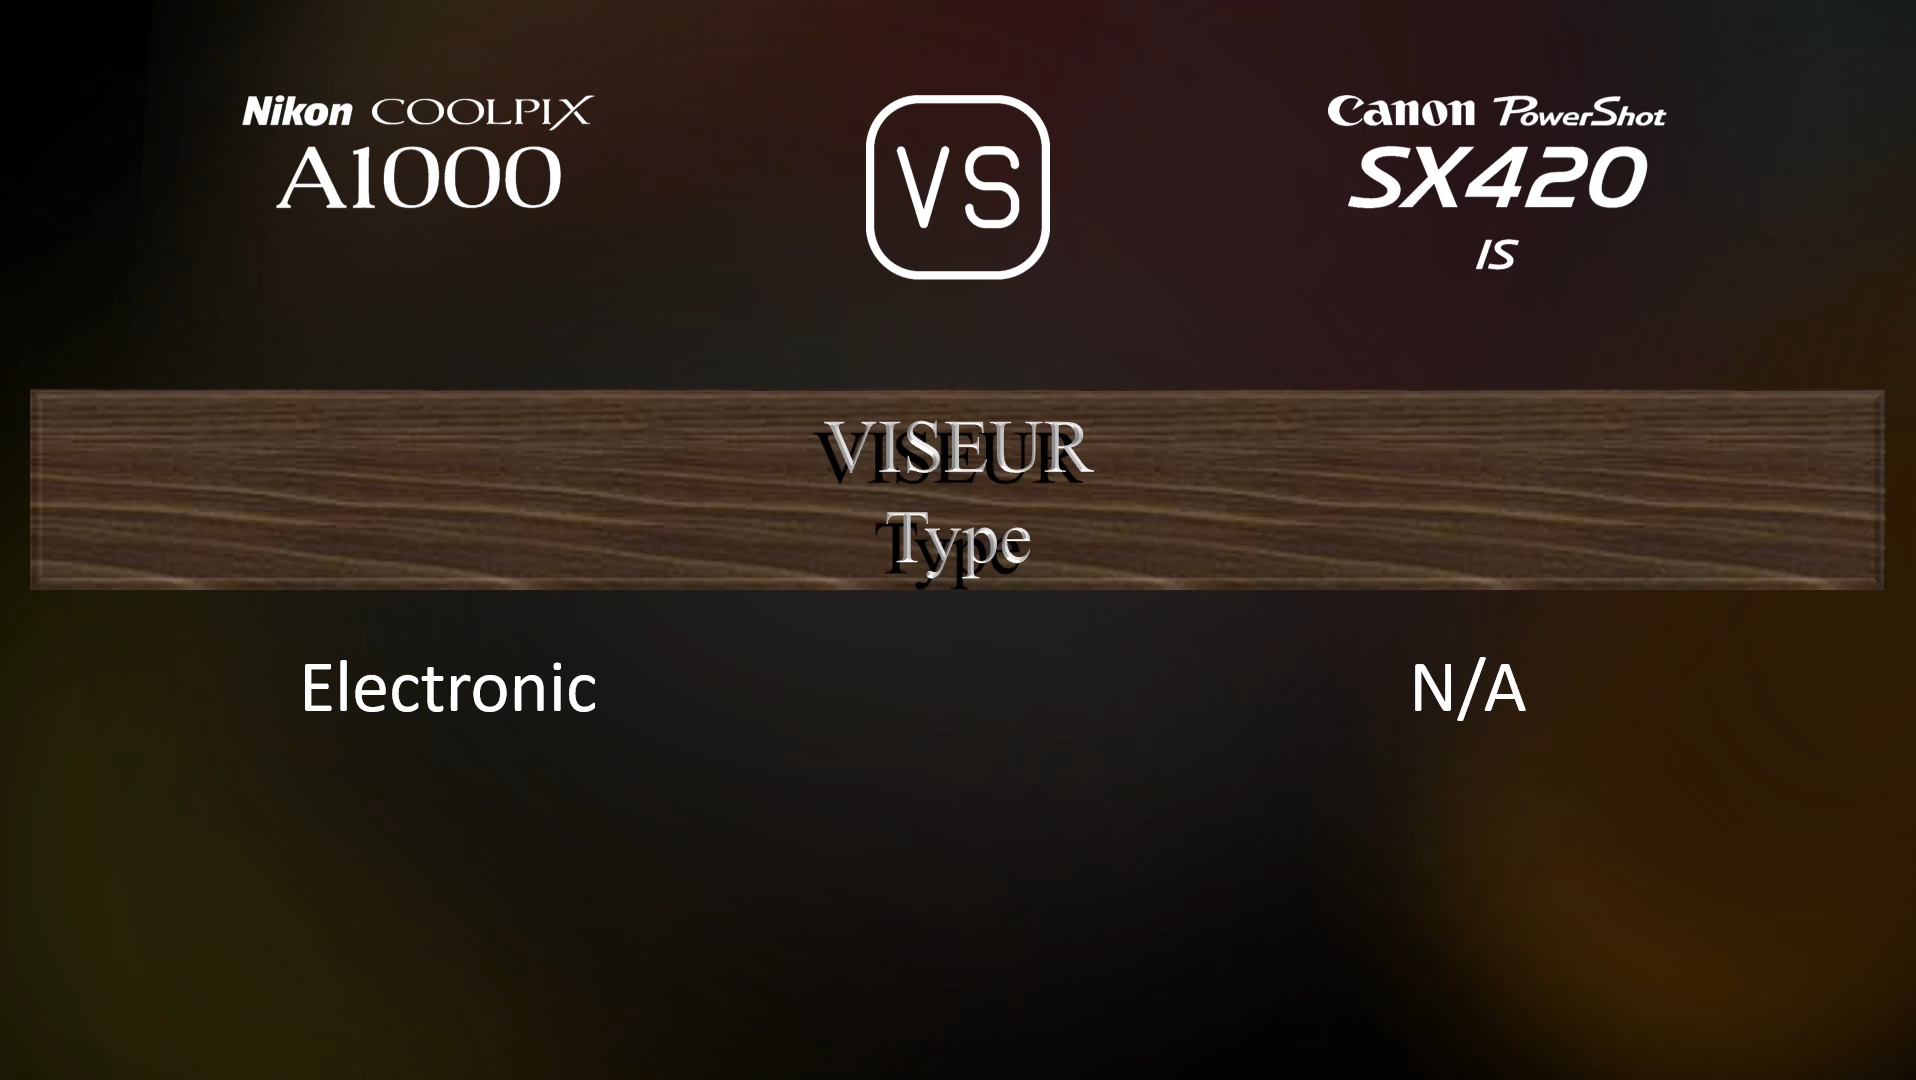 Nikon COOLPIX
A1000
VS
Canon PowerShot
SX420
IS
VISEUR
Type
Electronic
N/A